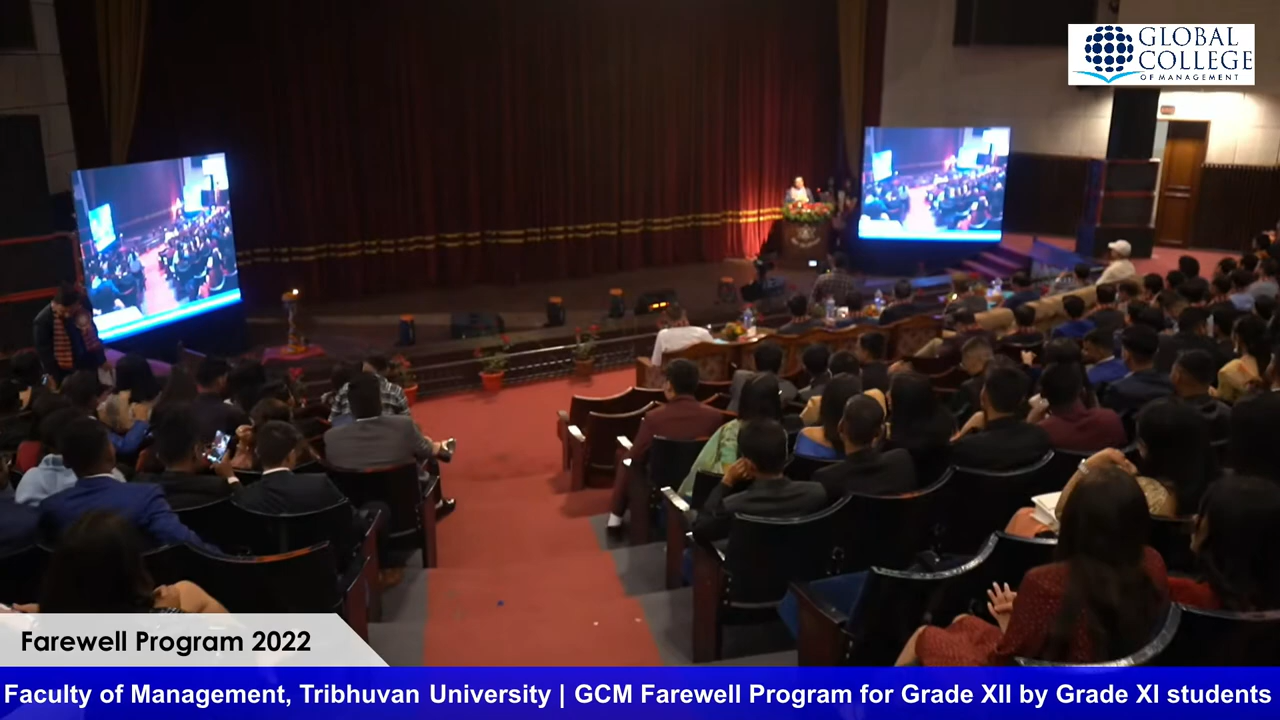 GLOBAL
COLLEGE
OF MANAGEMENT
Farewell Program 2022
Faculty of Management, Tribhuvan University | GCM Farewell Program for Grade XII by Grade XI students